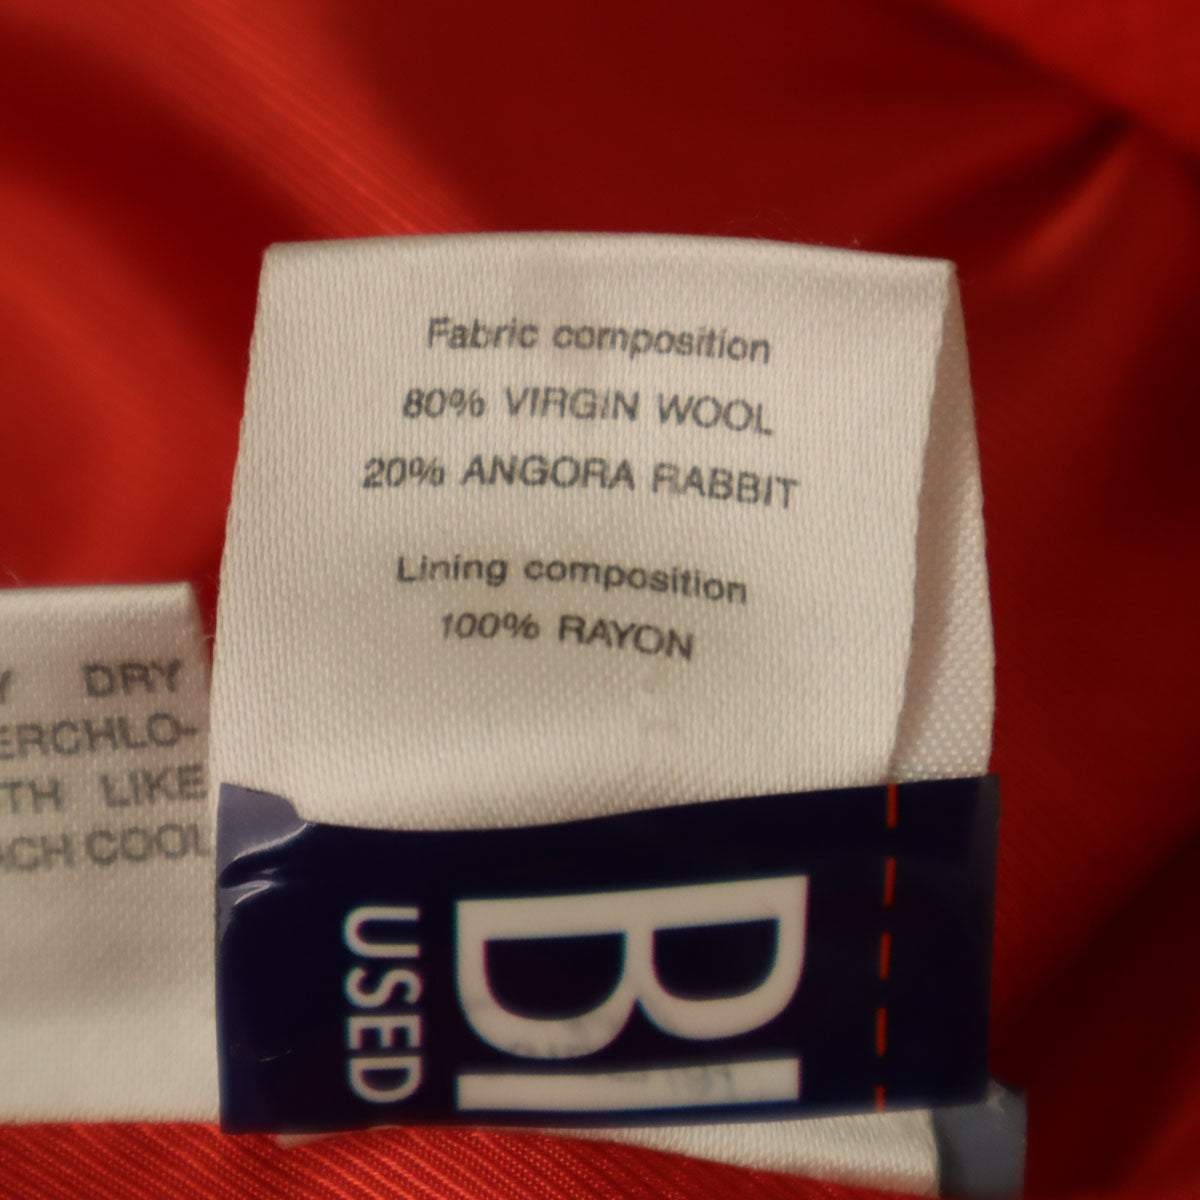 Fabric composition
80% VIRGIN WOOL
20% ANGORA RABBIT
Lining composition
100% RAYON
DRY
ERCHLO-
TH LIKE
ACH COOL
BI
USED